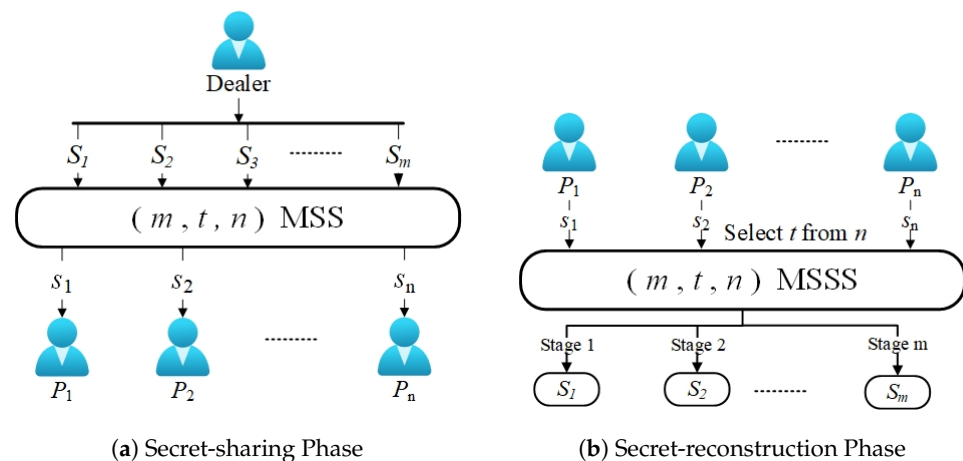 Dealer
S1 S2 S3 ........ Sm
( m , t , n ) MSS
s1 s2 sn
........
P1 P2 Pn
(a) Secret-sharing Phase
........
P1 P2 Pn
s1 s2 sn
Select t from n
( m , t , n ) MSSS
Stage 1 Stage 2 Stage m
S1 S2 ........ Sm
(b) Secret-reconstruction Phase